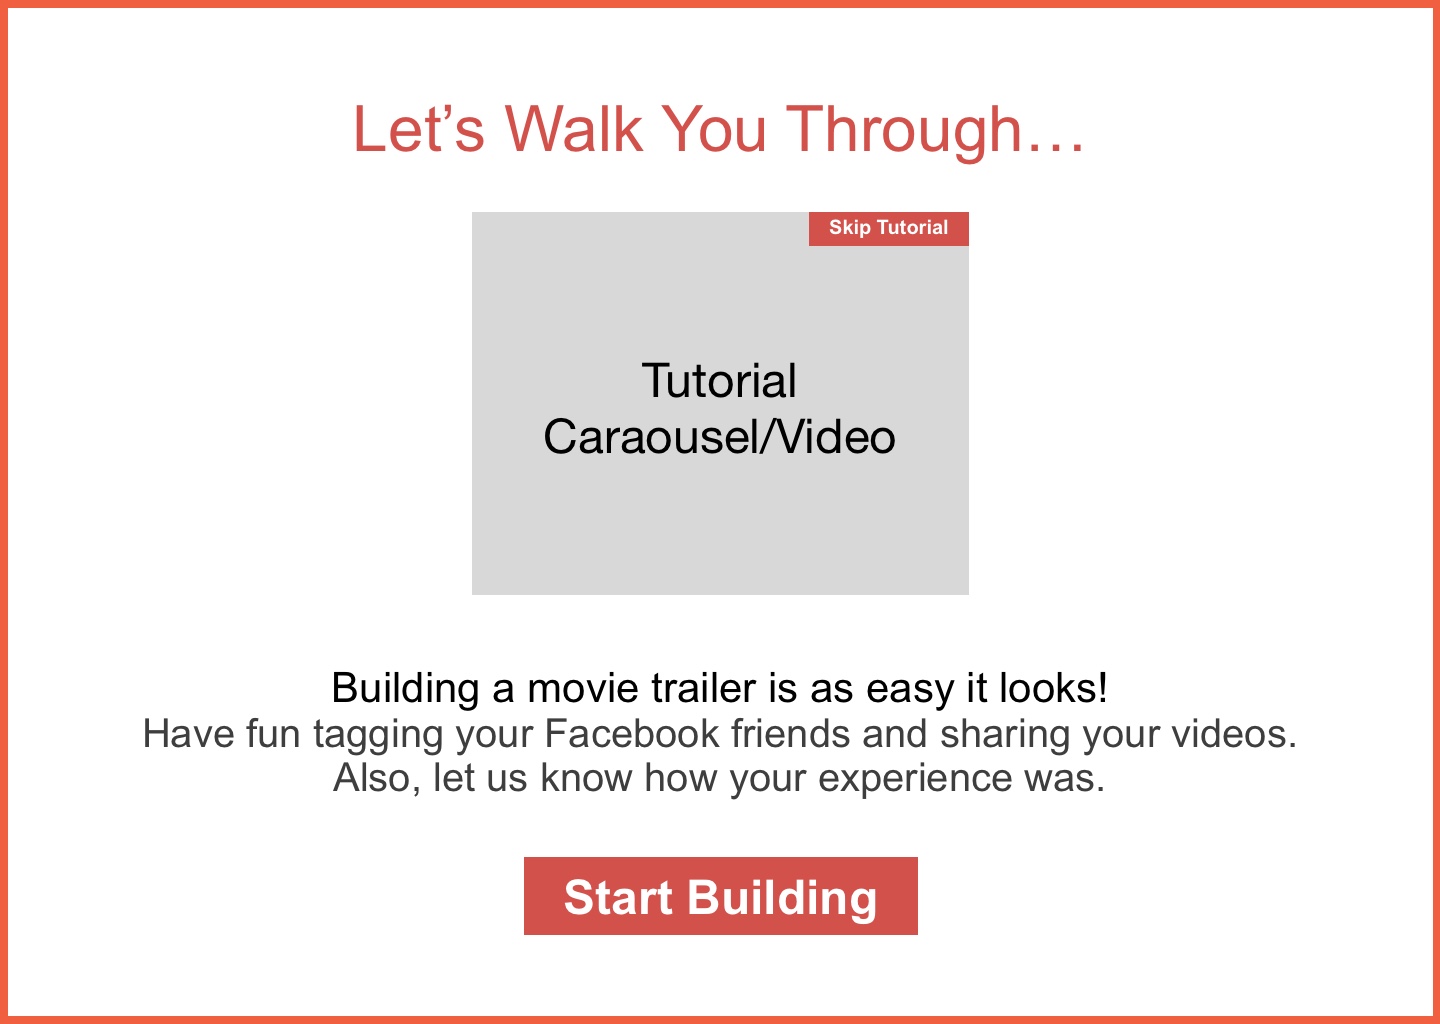 Let’s Walk You Through…
Skip Tutorial
Tutorial
Caraousel/Video
Building a movie trailer is as easy it looks!
Have fun tagging your Facebook friends and sharing your videos.
Also, let us know how your experience was.
Start Building